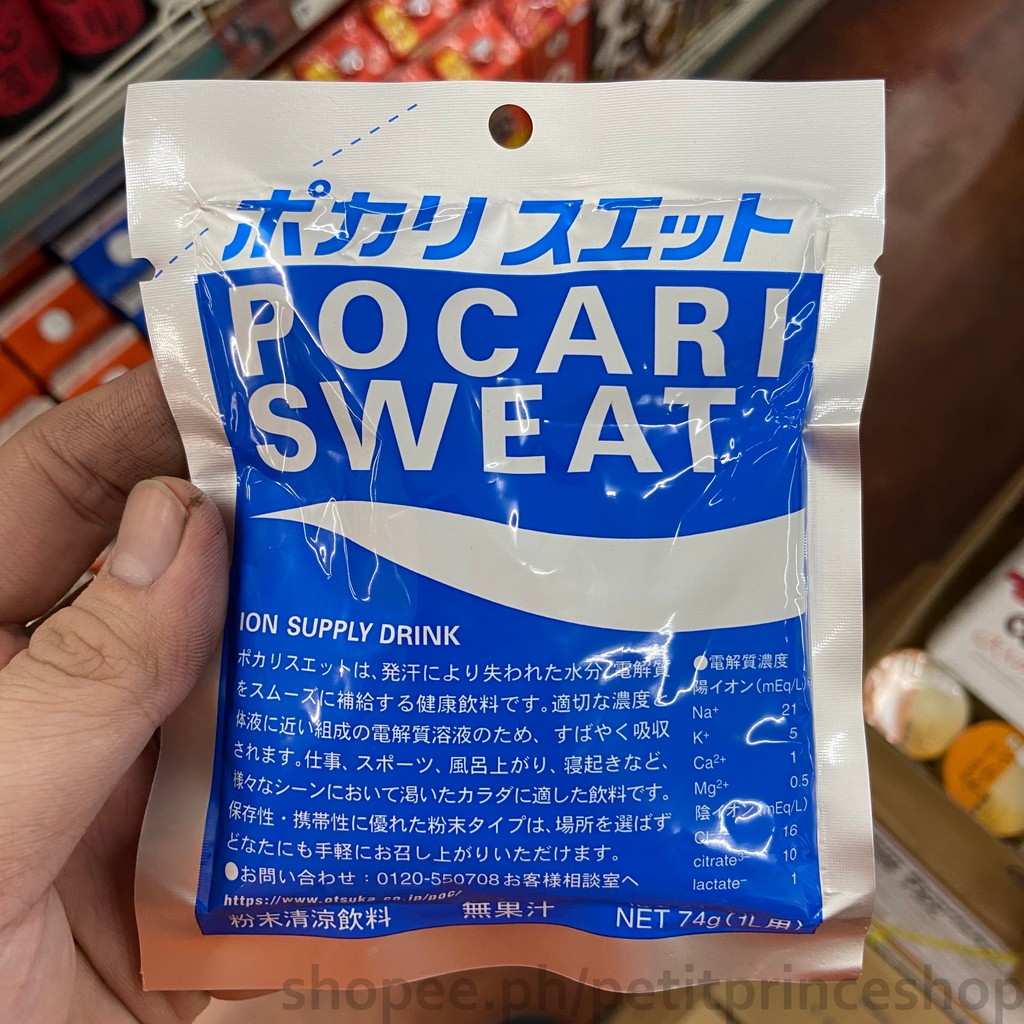 ポカリスエット
POCARI
SWEAT
ION SUPPLY DRINK
ポカリスエットは、発汗により失われた水分、電解質
をスムーズに補給する健康飲料です。適切な濃度と
体液に近い組成の電解質溶液のため、すばやく吸収
されます。仕事、スポーツ、風呂上がり、寝起きなど、
様々なシーンにおいて渇いたカラダに適した飲料です。
保存性・携帯性に優れた粉末タイプは、場所を選ばず
どなたにも手軽にお召し上がりいただけます。
●お問い合わせ：0120-550708お客様相談室へ
https://www.otsuka.co.jp/poc/
●電解質濃度
陽イオン(mEq/L)
Na⁺ 21
K⁺ 5
Ca²⁺ 1
Mg²⁺ 0.5
陰イオン(mEq/L)
Cl⁻ 16
citrate³⁻ 10
lactate⁻ 1
粉末清涼飲料 無果汁 NET 74g(1L用)
shopee.ph/petitprinceshop